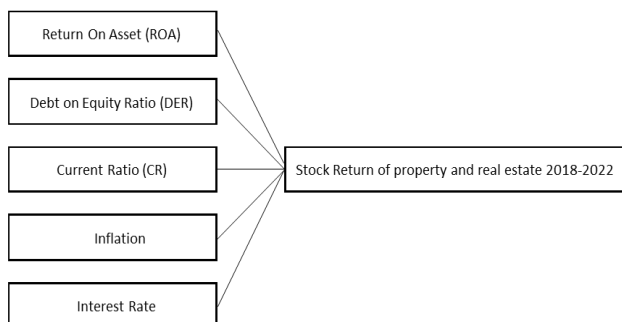 Return On Asset (ROA)
Debt on Equity Ratio (DER)
Current Ratio (CR)
Stock Return of property and real estate 2018-2022
Inflation
Interest Rate